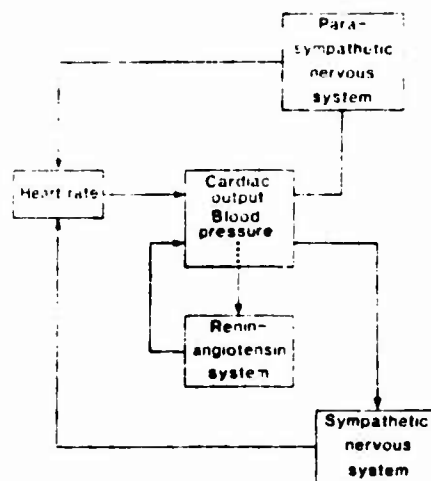 Para-
sympathetic
nervous
system
Heart rate
Cardiac
output
Blood
pressure
Renin-
angiotensin
system
Sympathetic
nervous
system